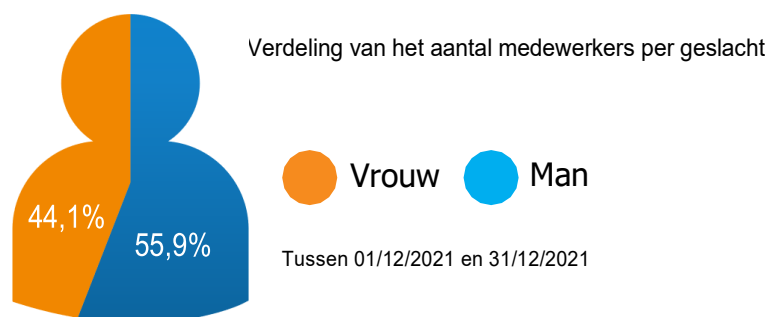 Verdeling van het aantal medewerkers per geslacht
Vrouw Man
44,1%
55,9%
Tussen 01/12/2021 en 31/12/2021